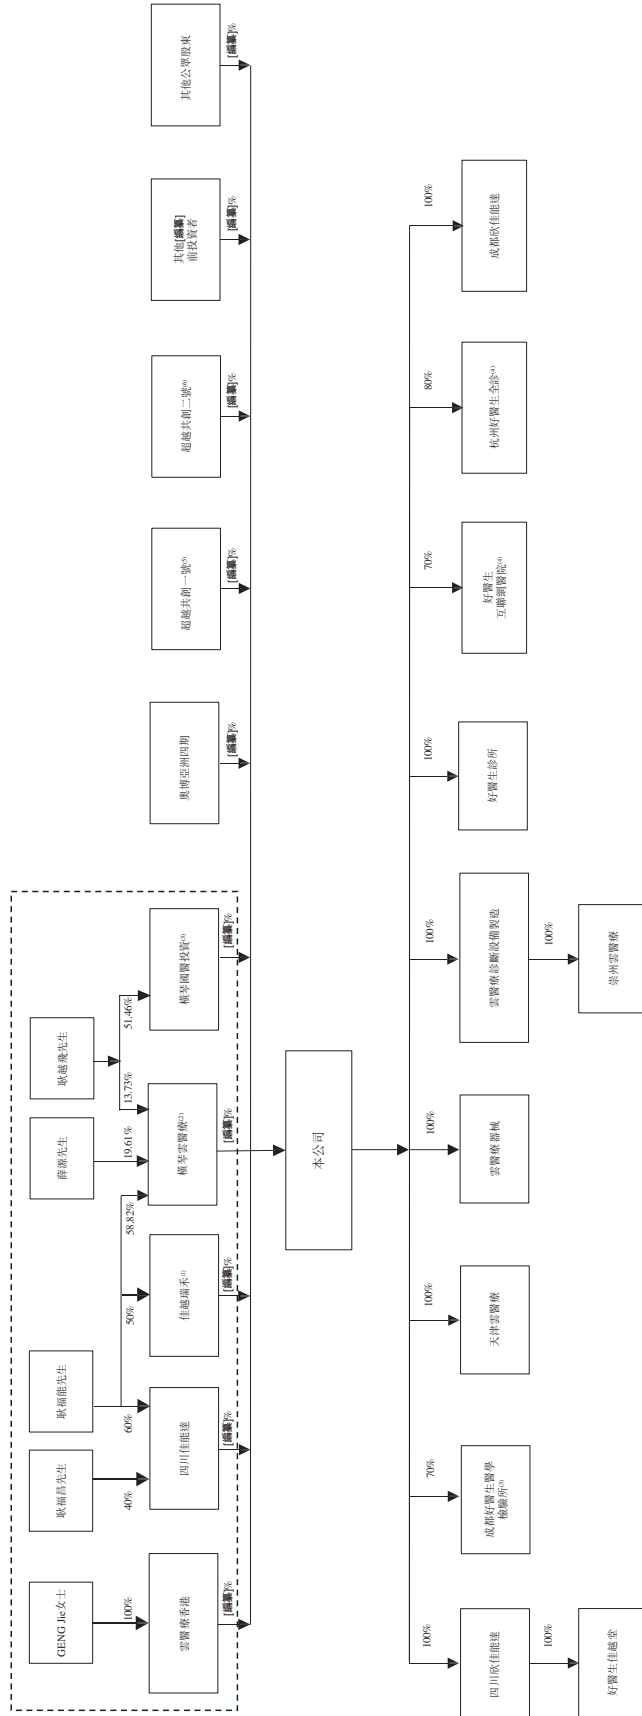 GENG Jie女士
耿福昌先生
耿福能先生
薛源先生
耿越飛先生
100%
40%
60%
50%
58.82%
19.61%
13.73%
51.46%
雲醫療香港
四川佳能達
佳越瑞禾⁽¹⁾
橫琴雲醫療⁽²⁾
橫琴國醫投資⁽³⁾
奧博亞洲四期
超越共創一號⁽⁵⁾
超越共創二號⁽⁶⁾
其他[編纂]
前投資者
其他公眾股東
[編纂]%
[編纂]%
[編纂]%
[編纂]%
[編纂]%
[編纂]%
[編纂]%
[編纂]%
[編纂]%
[編纂]%
本公司
100%
70%
100%
100%
100%
100%
70%
80%
100%
四川欣佳能達
成都好醫生醫學
檢驗所⁽³⁾
天津雲醫療
雲醫療器械
雲醫療診斷設備製造
好醫生診所
好醫生
互聯網醫院⁽⁴⁾
杭州好醫生全診⁽⁴⁾
成都欣佳能達
100%
100%
好醫生佳越堂
崇州雲醫療